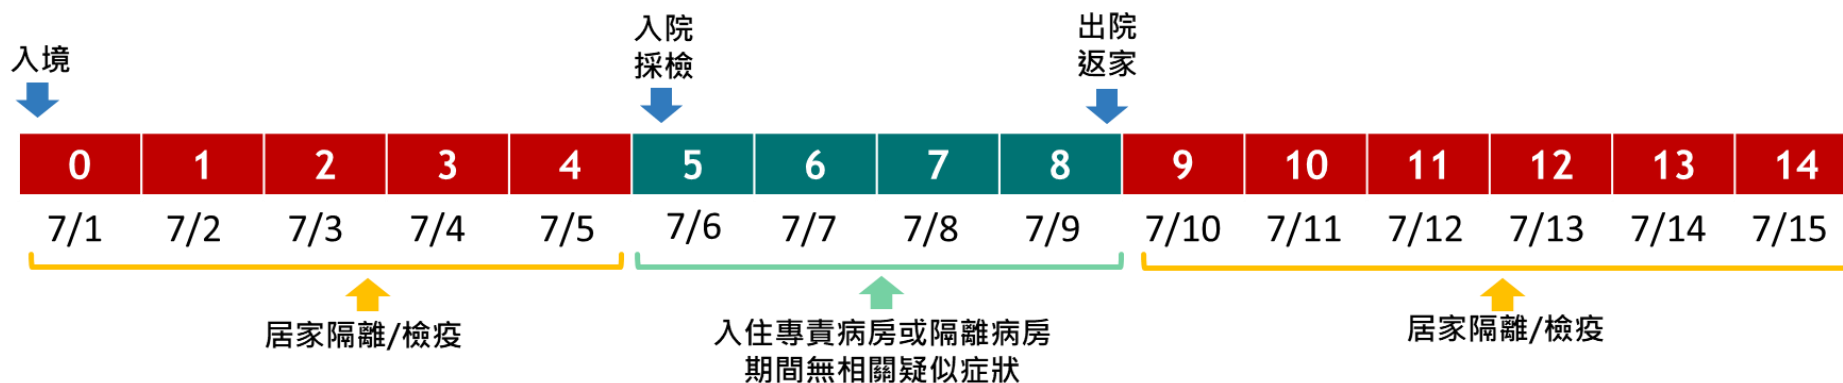 入境
入院
採檢
出院
返家
0 1 2 3 4 5 6 7 8 9 10 11 12 13 14
7/1 7/2 7/3 7/4 7/5 7/6 7/7 7/8 7/9 7/10 7/11 7/12 7/13 7/14 7/15
居家隔離/檢疫
入住專責病房或隔離病房
期間無相關疑似症狀
居家隔離/檢疫